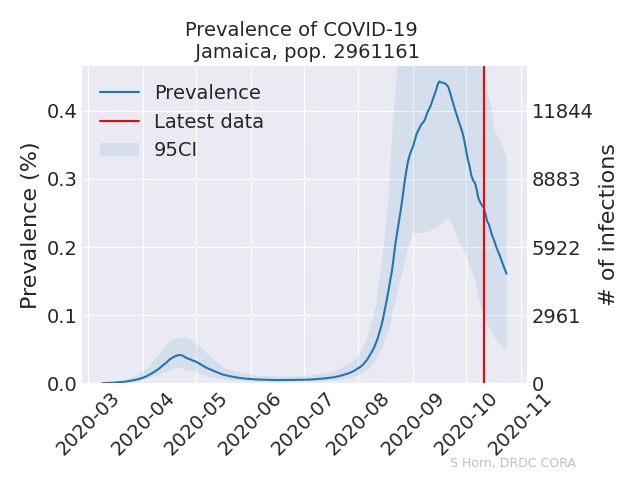 Prevalence of COVID-19
Jamaica, pop. 2961161
Prevalence
Latest data
95CI
Prevalence (%)
0.4
0.3
0.2
0.1
0.0
# of infections
11844
8883
5922
2961
0
2020-03
2020-04
2020-05
2020-06
2020-07
2020-08
2020-09
2020-10
2020-11
S Horn, DRDC CORA